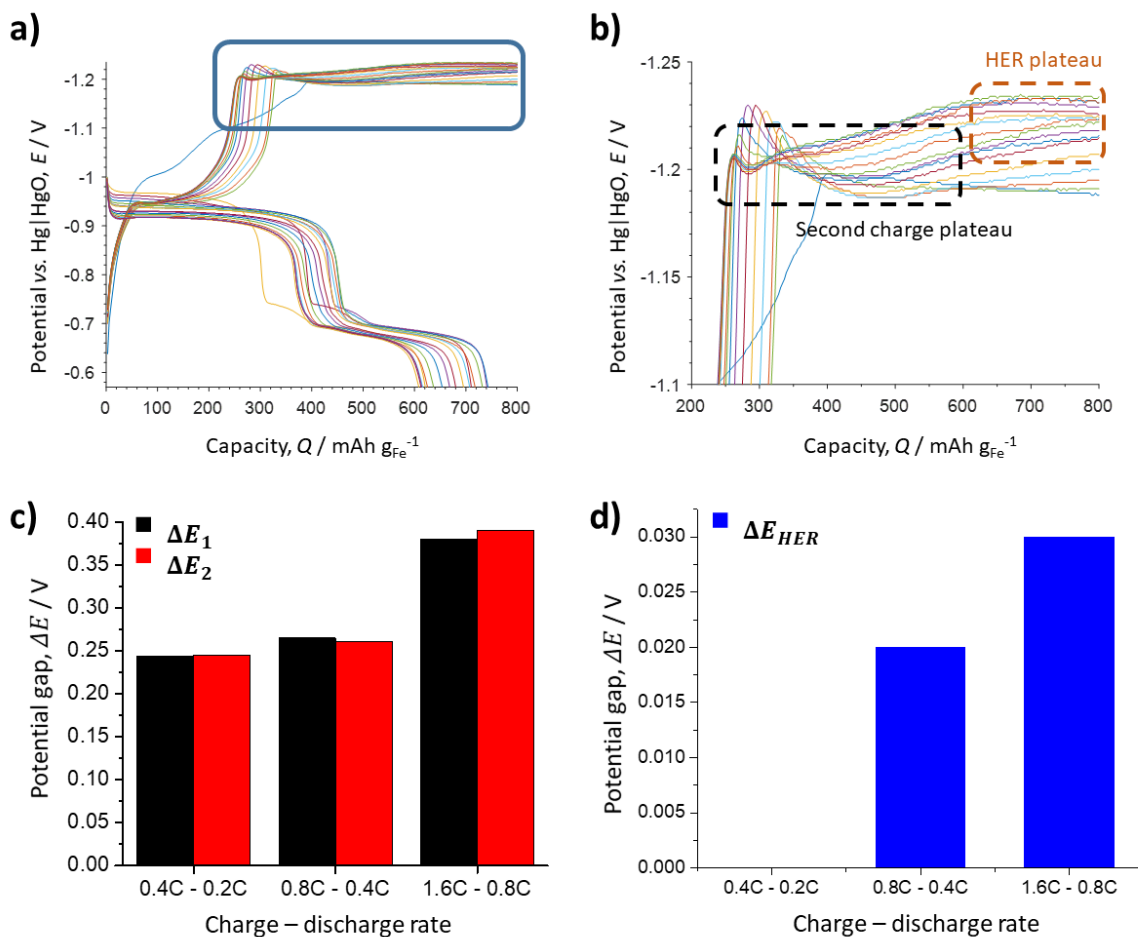 a)
-1.2
-1.1
-1
-0.9
-0.8
-0.7
-0.6
0 100 200 300 400 500 600 700 800
Potential vs. Hg|HgO, E / V
Capacity, Q / mAh gFe-1
b)
HER plateau
Second charge plateau
-1.25
-1.2
-1.15
-1.1
200 300 400 500 600 700 800
Potential vs. Hg|HgO, E / V
Capacity, Q / mAh gFe-1
c)
ΔE1
ΔE2
0.40
0.35
0.30
0.25
0.20
0.15
0.10
0.05
0.00
0.4C - 0.2C 0.8C - 0.4C 1.6C - 0.8C
Potential gap, ΔE / V
Charge – discharge rate
d)
ΔEHER
0.030
0.025
0.020
0.015
0.010
0.005
0.000
0.4C - 0.2C 0.8C - 0.4C 1.6C - 0.8C
Potential gap, ΔE / V
Charge – discharge rate